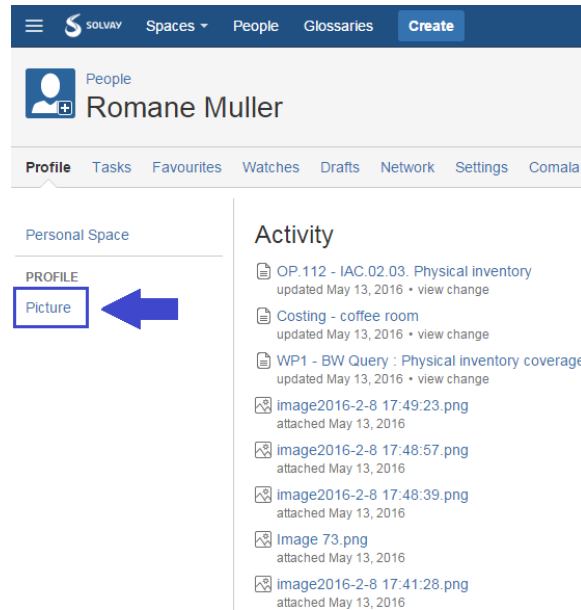 SOLVAY Spaces People Glossaries Create
People
Romane Muller
Profile Tasks Favourites Watches Drafts Network Settings Comala
Personal Space
PROFILE
Picture
Activity
OP.112 - IAC.02.03. Physical inventory
updated May 13, 2016 • view change
Costing - coffee room
updated May 13, 2016 • view change
WP1 - BW Query : Physical inventory coverage
updated May 13, 2016 • view change
image2016-2-8 17:49:23.png
attached May 13, 2016
image2016-2-8 17:48:57.png
attached May 13, 2016
image2016-2-8 17:48:39.png
attached May 13, 2016
Image 73.png
attached May 13, 2016
image2016-2-8 17:41:28.png
attached May 13, 2016